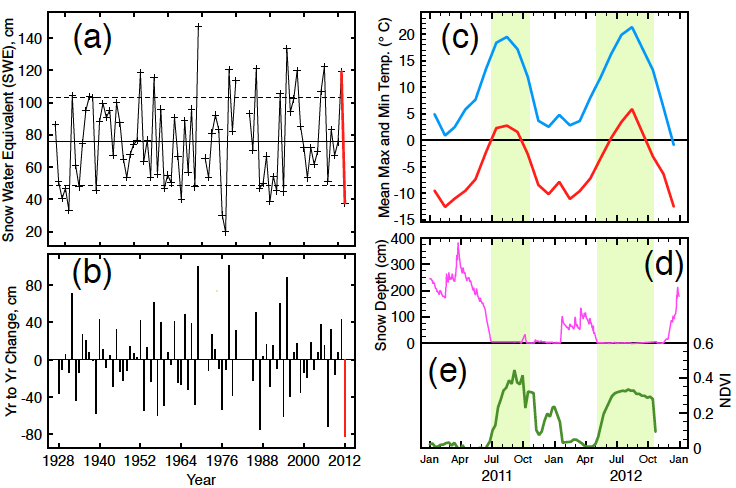 (a)
Snow Water Equivalent (SWE), cm
140
120
100
80
60
40
20
(b)
Yr to Yr Change, cm
80
40
0
-40
-80
1928 1940 1952 1964 1976 1988 2000 2012
Year
(c)
Mean Max and Min Temp. (° C)
20
15
10
5
0
-5
-10
-15
(d)
Snow Depth (cm)
400
300
200
100
0
(e)
0.6
0.4
0.2
0
NDVI
Jan Apr Jul Oct Jan Apr Jul Oct Jan
2011 2012